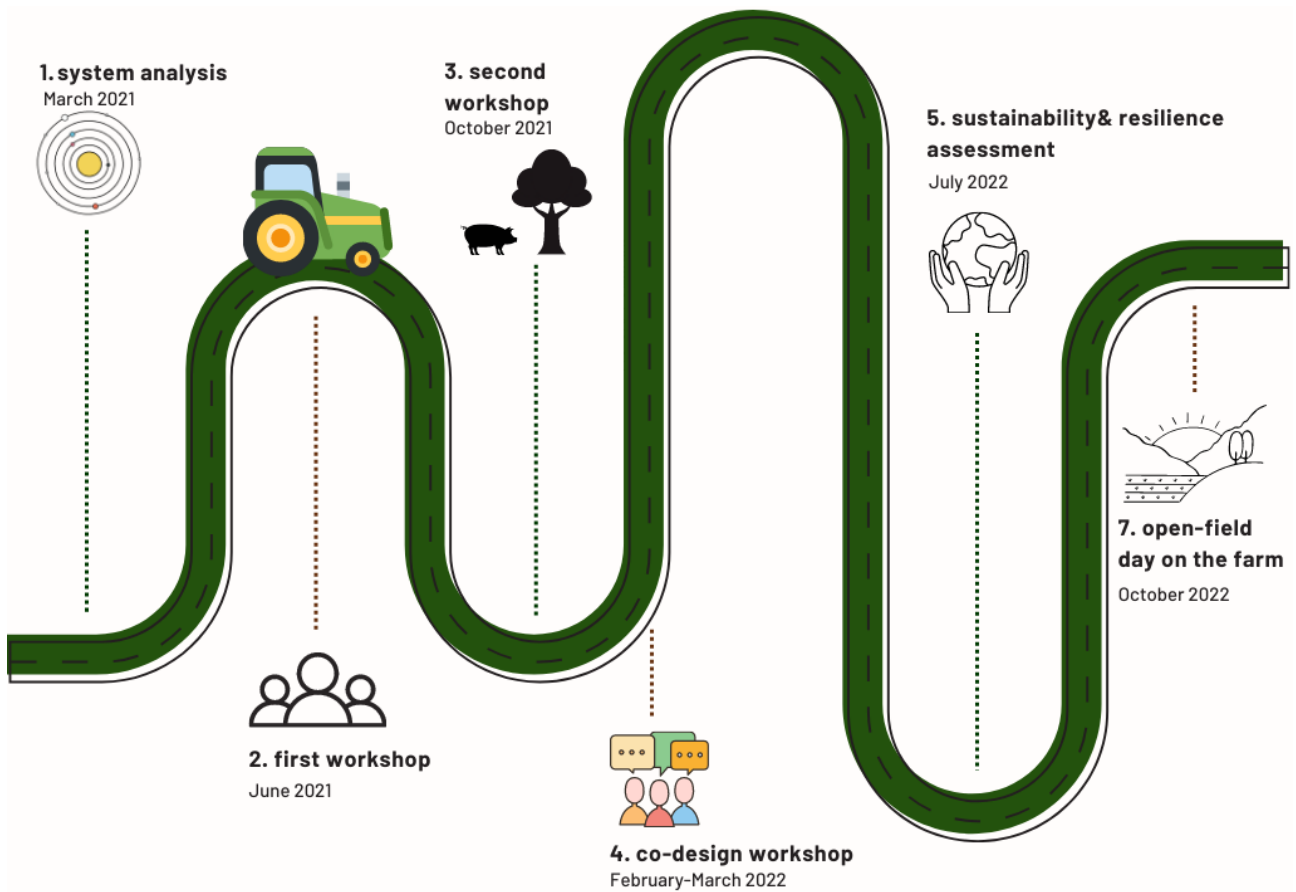 1. system analysis
March 2021
2. first workshop
June 2021
3. second
workshop
October 2021
4. co-design workshop
February-March 2022
5. sustainability& resilience
assessment
July 2022
7. open-field
day on the farm
October 2022